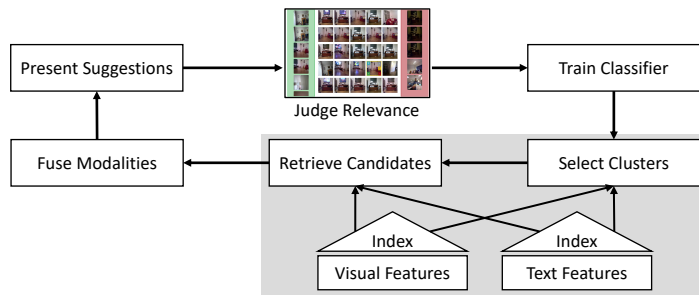 Present Suggestions
Judge Relevance
Train Classifier
Fuse Modalities
Retrieve Candidates
Select Clusters
Index
Index
Visual Features
Text Features